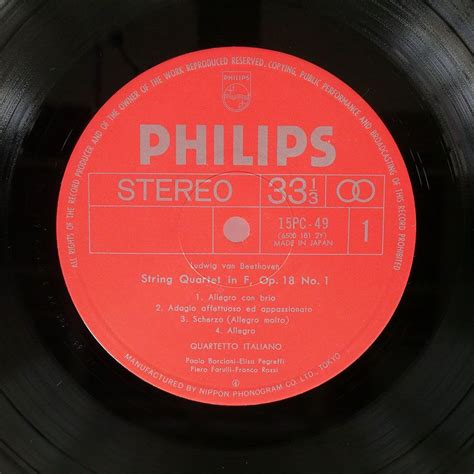 ALL RIGHTS OF THE RECORD PRODUCER AND OF THE OWNER OF THE WORK REPRODUCED RESERVED, COPYING, PUBLIC PERFORMANCE AND BROADCASTING OF THIS RECORD PROHIBITED
PHILIPS
PHILIPS
STEREO 33 1/3
15PC-49
(6500 181 2Y)
MADE IN JAPAN
1
Ludwig van Beethoven
String Quartet in F, Op. 18 No. 1
1. Allegro con brio
2. Adagio affettuoso ed appassionato
3. Scherzo (Allegro molto)
4. Allegro
QUARTETTO ITALIANO
Paolo Borciani-Elisa Pegreffi
Piero Farulli-Franco Rossi
4
MANUFACTURED BY NIPPON PHONOGRAM CO. LTD., TOKYO